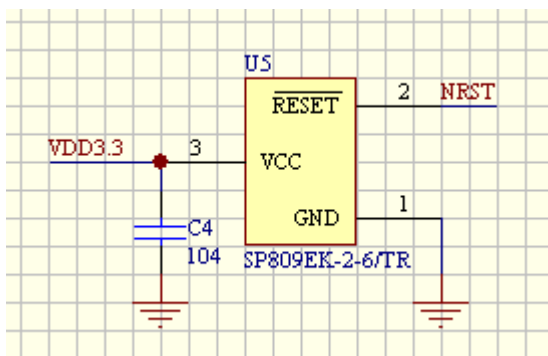 U5
RESET
2
NRST
VDD3.3
3
VCC
1
GND
C4
104
SP809EK-2-6/TR